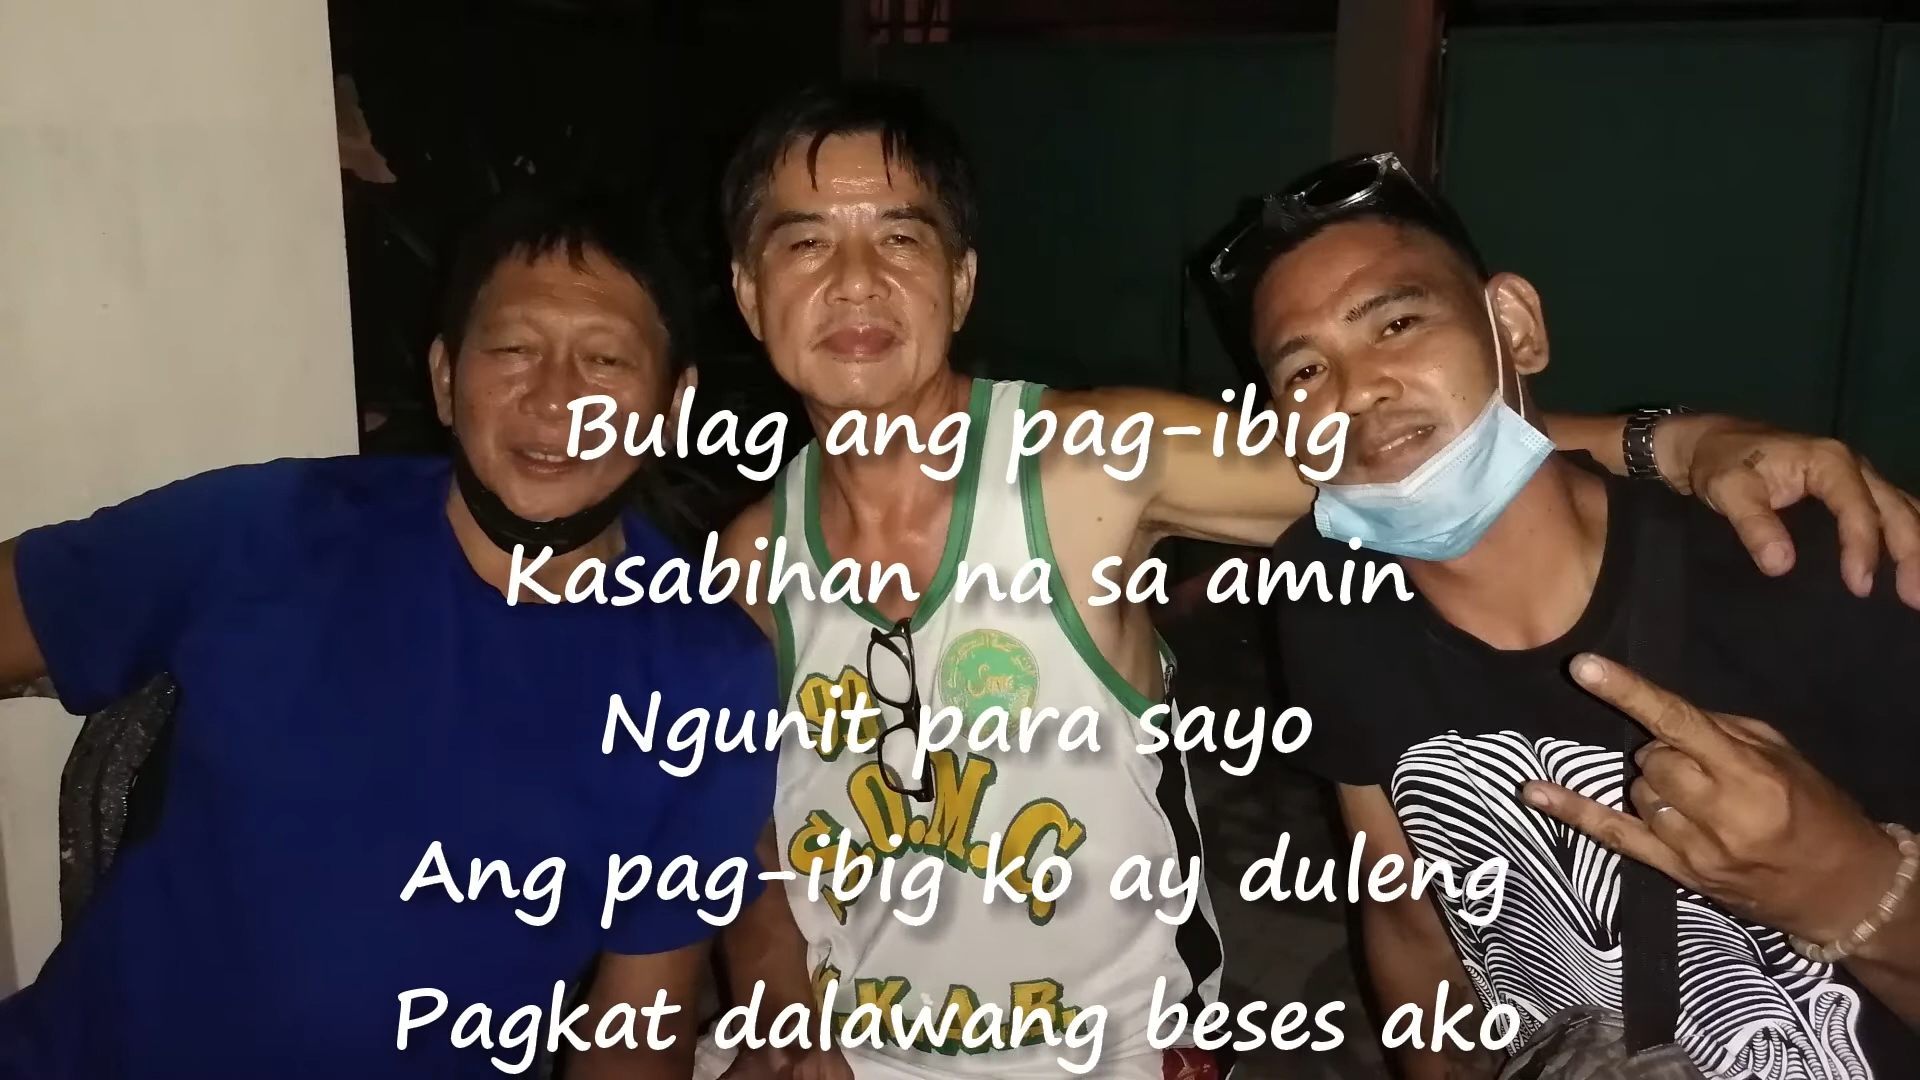 Bulag ang pag-ibig
Kasabihan na sa amin
Ngunit para sayo
Ang pag-ibig ko ay duleng
Pagkat dalawang beses ako
S.O.M.C.